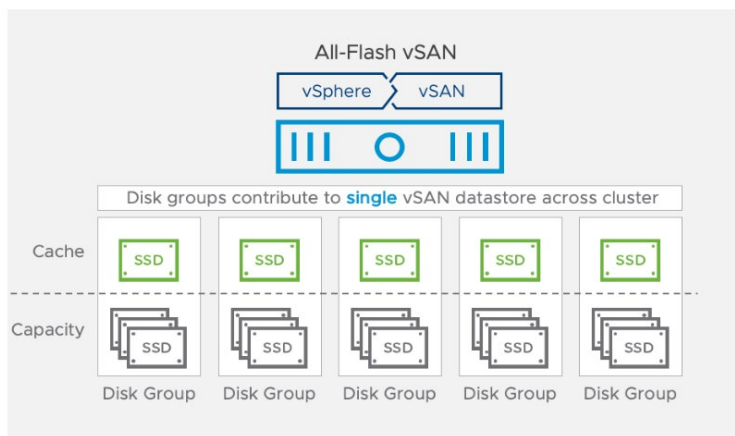 All-Flash vSAN
vSphere vSAN
Disk groups contribute to single vSAN datastore across cluster
Cache
SSD SSD SSD SSD SSD
Capacity
SSD SSD SSD SSD SSD
Disk Group Disk Group Disk Group Disk Group Disk Group